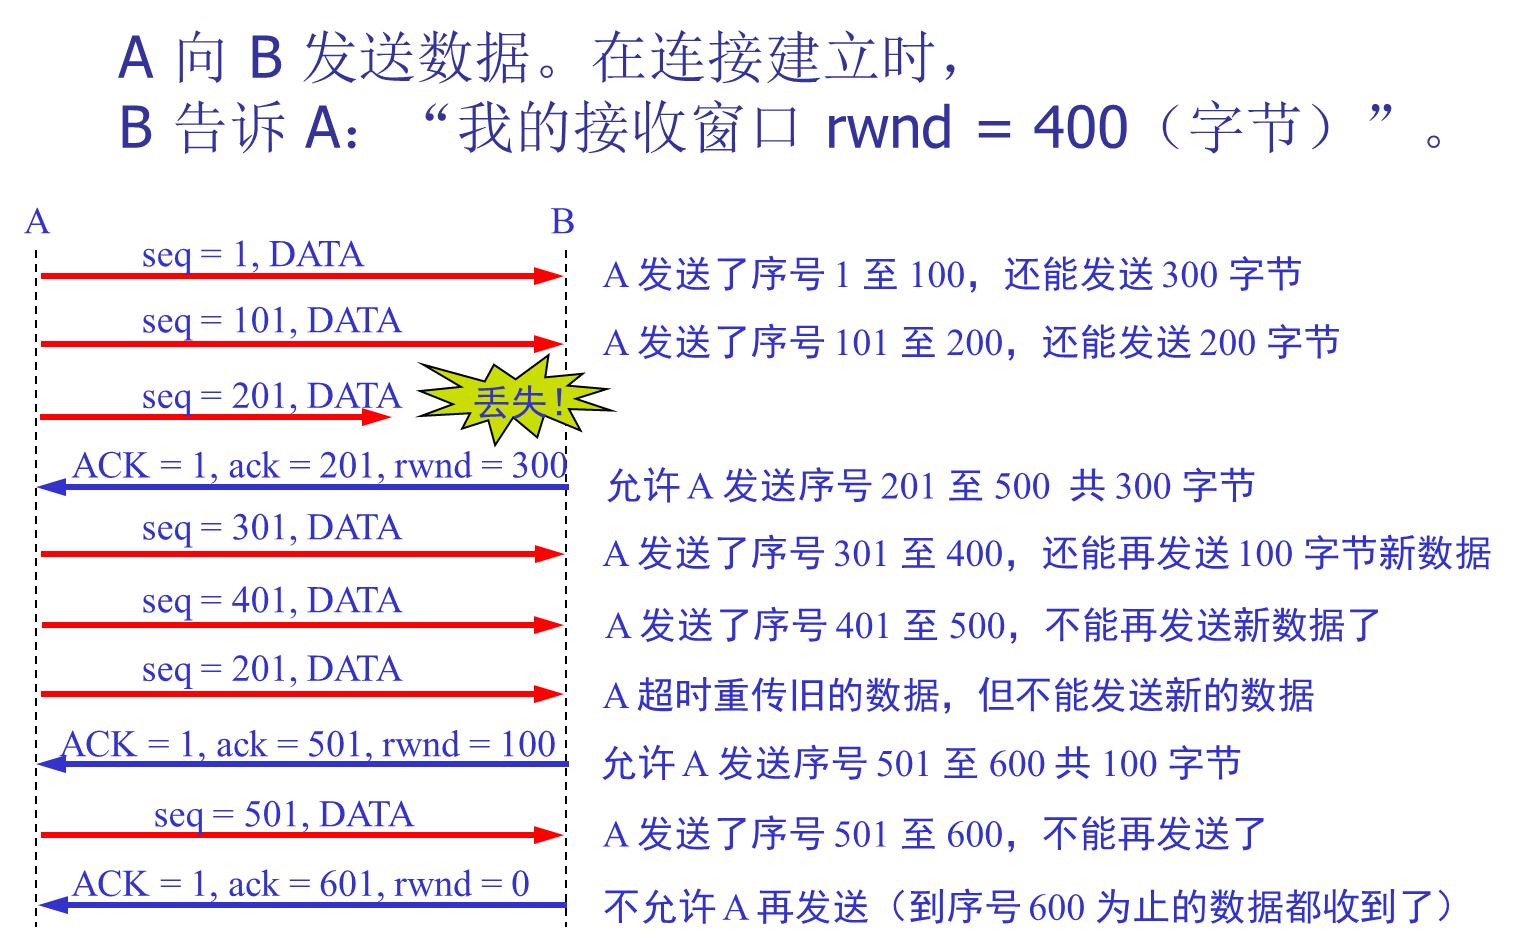 A 向 B 发送数据。在连接建立时，
B 告诉 A：“我的接收窗口 rwnd = 400（字节）”。
A B
seq = 1, DATA
A 发送了序号 1 至 100，还能发送 300 字节
seq = 101, DATA
A 发送了序号 101 至 200，还能发送 200 字节
seq = 201, DATA 丢失！
ACK = 1, ack = 201, rwnd = 300
允许 A 发送序号 201 至 500 共 300 字节
seq = 301, DATA
A 发送了序号 301 至 400，还能再发送 100 字节新数据
seq = 401, DATA
A 发送了序号 401 至 500，不能再发送新数据了
seq = 201, DATA
A 超时重传旧的数据，但不能发送新的数据
ACK = 1, ack = 501, rwnd = 100
允许 A 发送序号 501 至 600 共 100 字节
seq = 501, DATA
A 发送了序号 501 至 600，不能再发送了
ACK = 1, ack = 601, rwnd = 0
不允许 A 再发送（到序号 600 为止的数据都收到了）